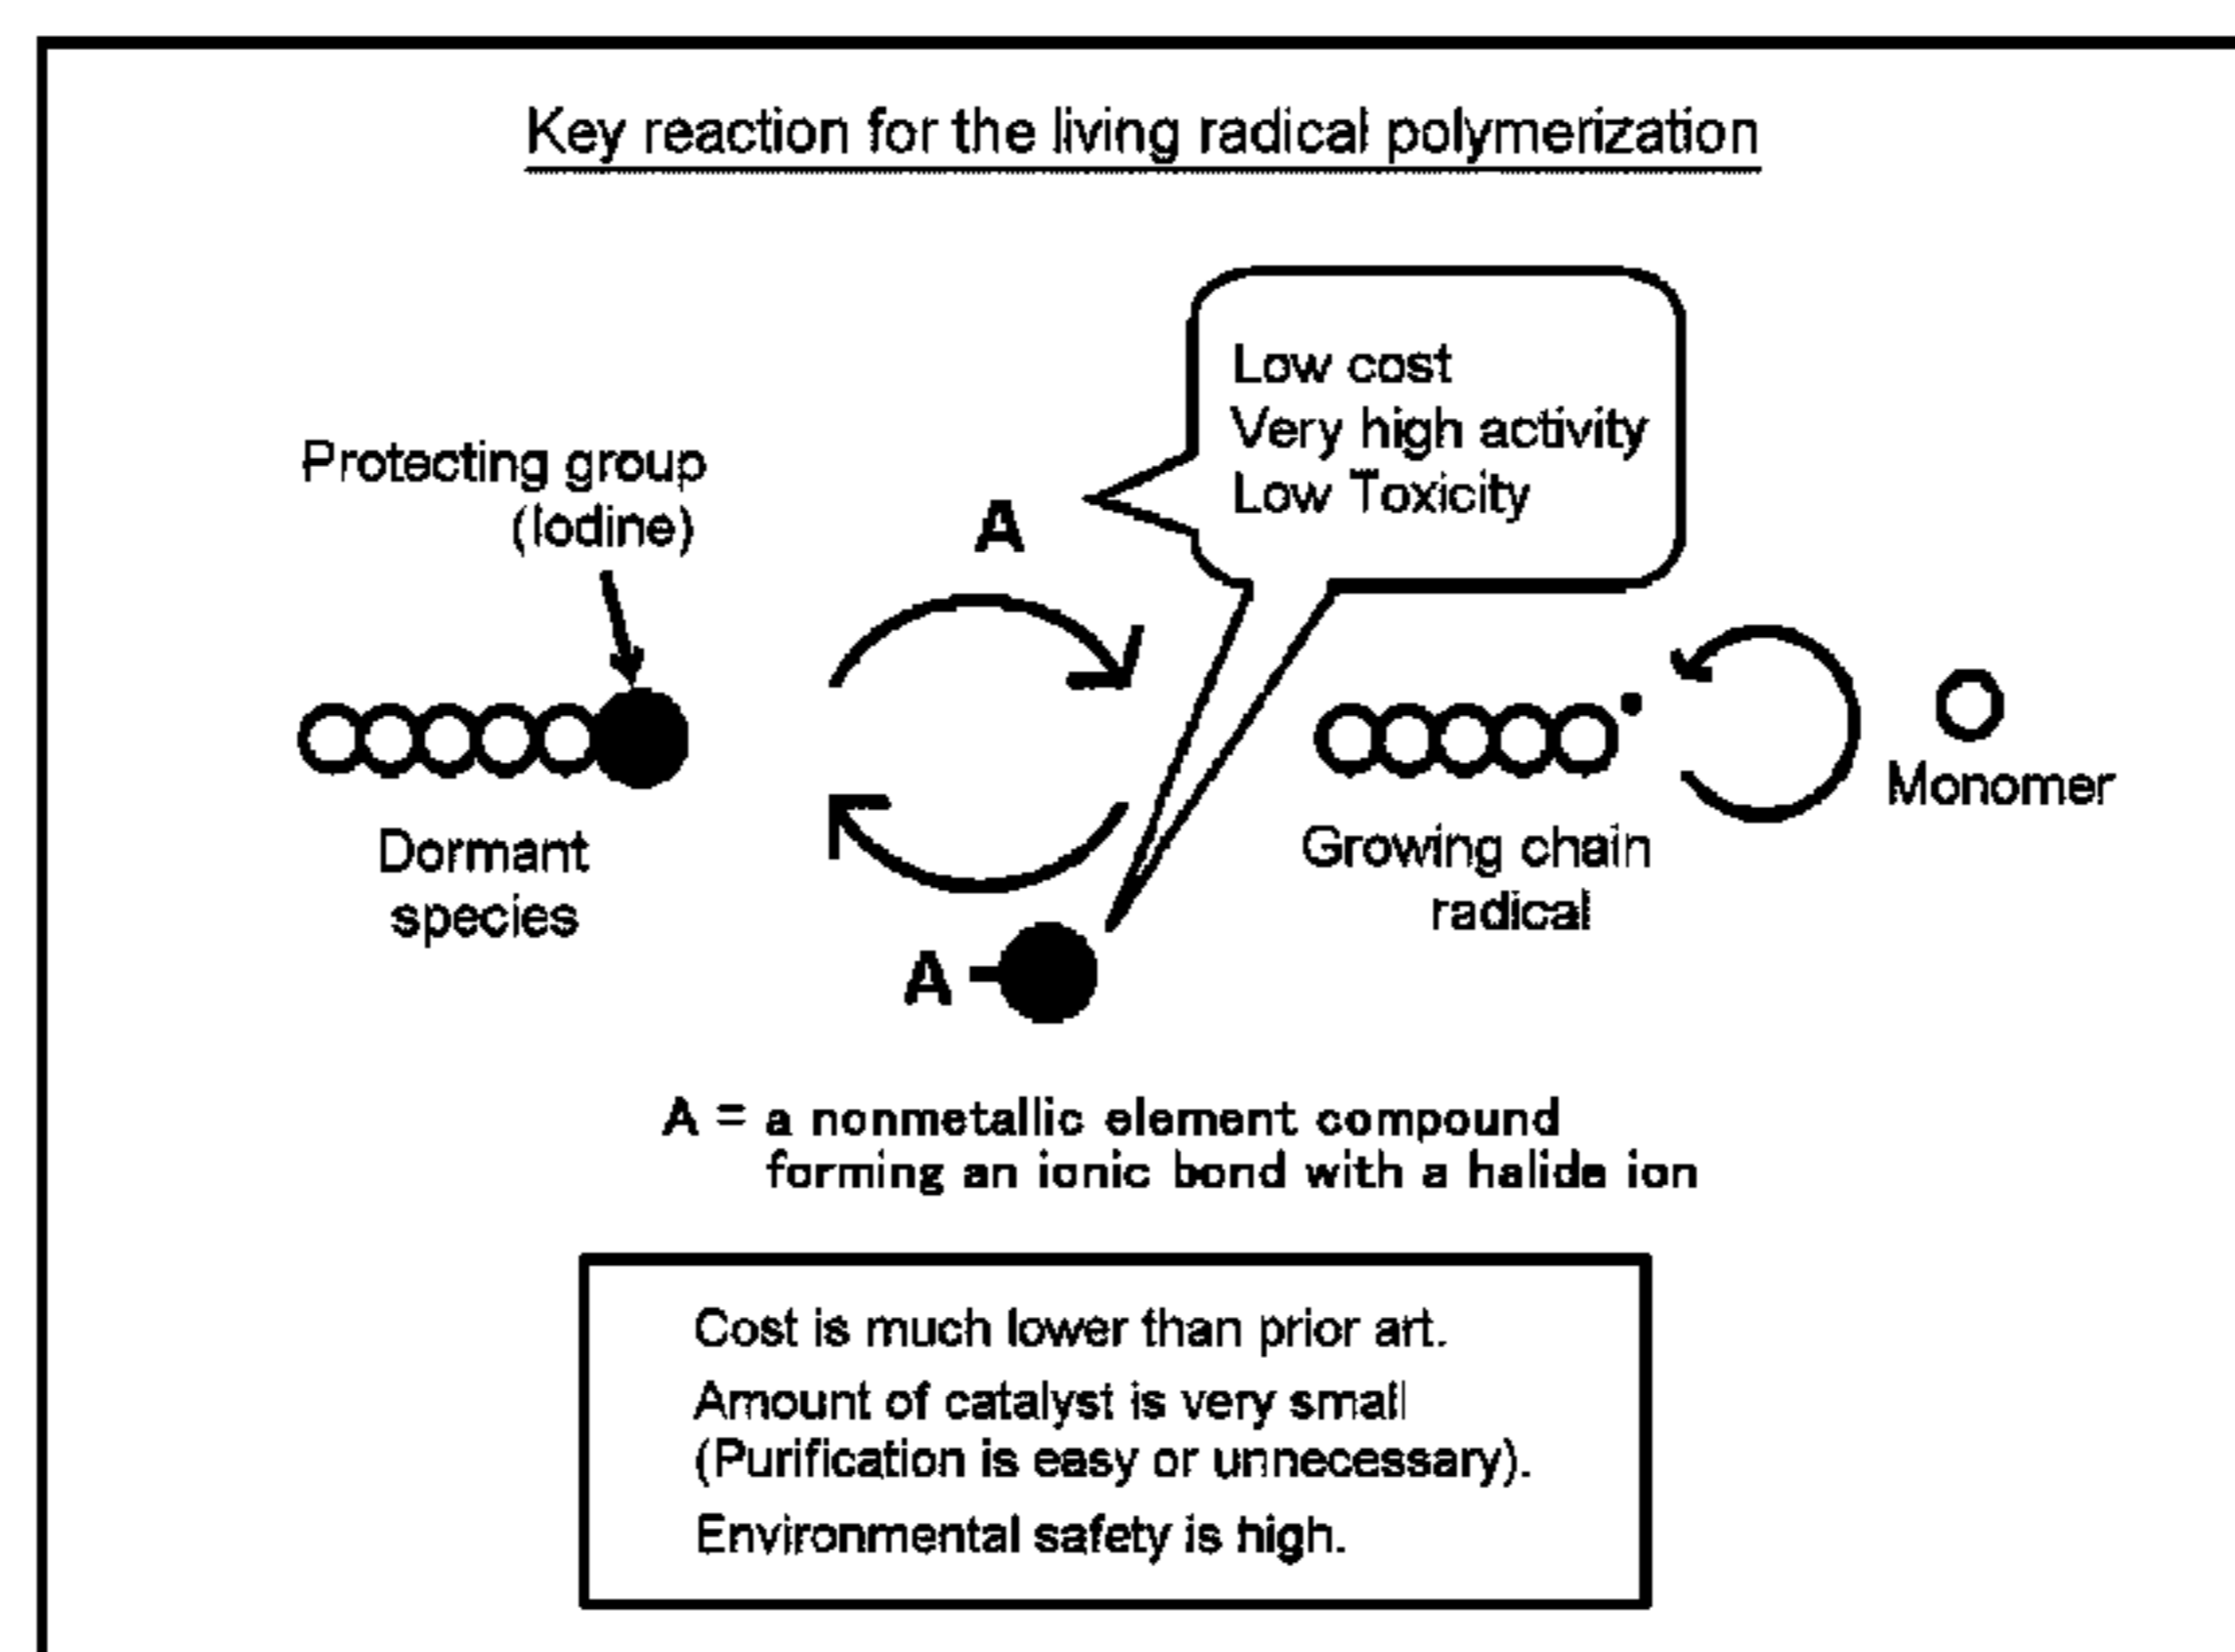 Key reaction for the living radical polymerization
Low cost
Very high activity
Low Toxicity
Protecting group
(Iodine)
A
Monomer
Dormant
species
Growing chain
radical
A
A = a nonmetallic element compound
forming an ionic bond with a halide ion
Cost is much lower than prior art.
Amount of catalyst is very small
(Purification is easy or unnecessary).
Environmental safety is high.